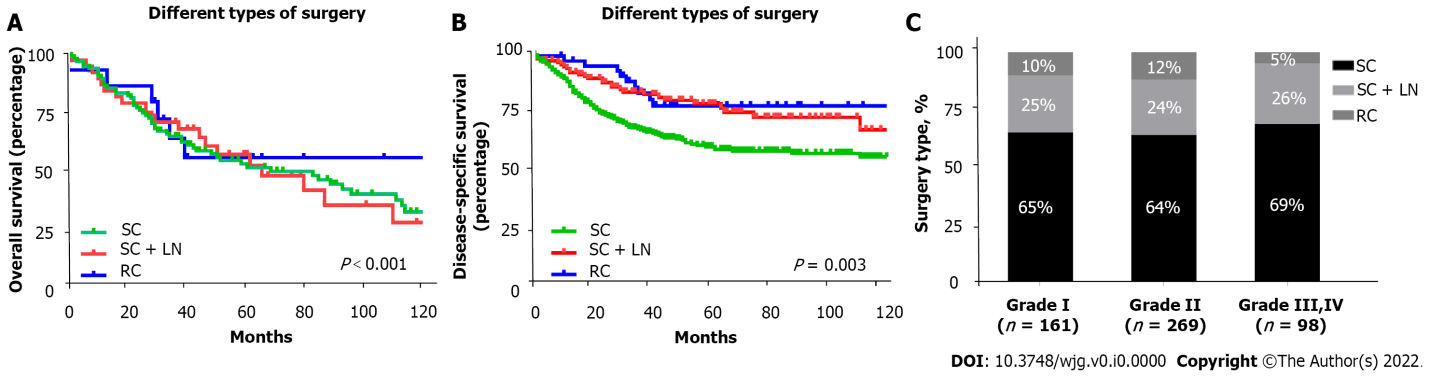 A
Different types of surgery
Overall survival (percentage)
100
75
50
25
0
SC
SC + LN
RC
P < 0.001
0 20 40 60 80 100 120
Months
B
Different types of surgery
Disease-specific survival
(percentage)
100
75
50
25
0
SC
SC + LN
RC
P = 0.003
0 20 40 60 80 100 120
Months
C
Surgery type, %
100
75
50
25
0
10% 12% 5%
25% 24% 26%
65% 64% 69%
SC
SC + LN
RC
Grade I Grade II Grade III,IV
(n = 161) (n = 269) (n = 98)
DOI: 10.3748/wjg.v0.i0.0000 Copyright ©The Author(s) 2022.